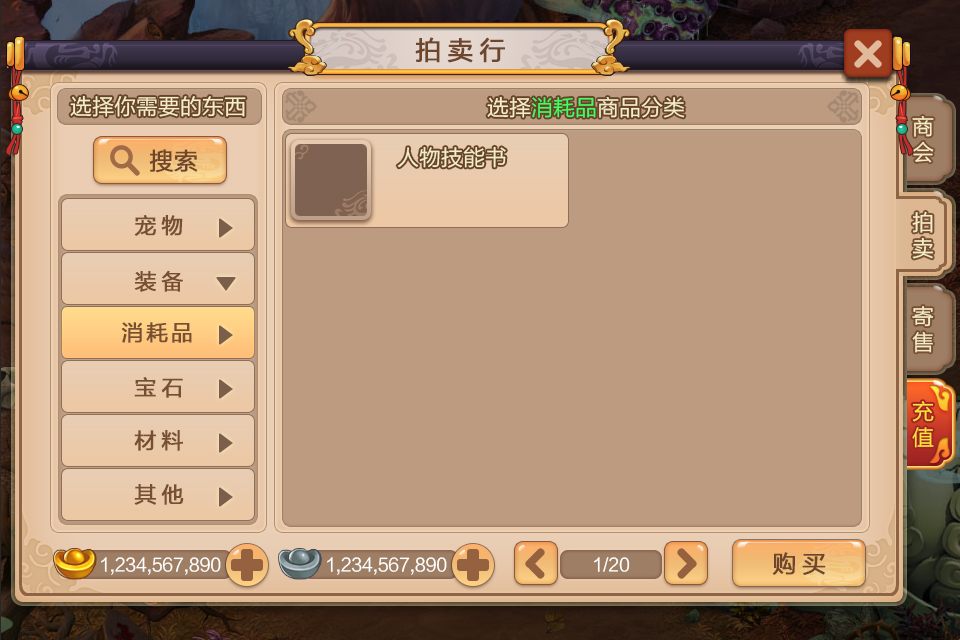 拍卖行
选择你需要的东西
选择消耗品商品分类
搜索
人物技能书
宠物
装备
消耗品
宝石
材料
其他
商会
拍卖
寄售
充值
1,234,567,890
1,234,567,890
1/20
购买